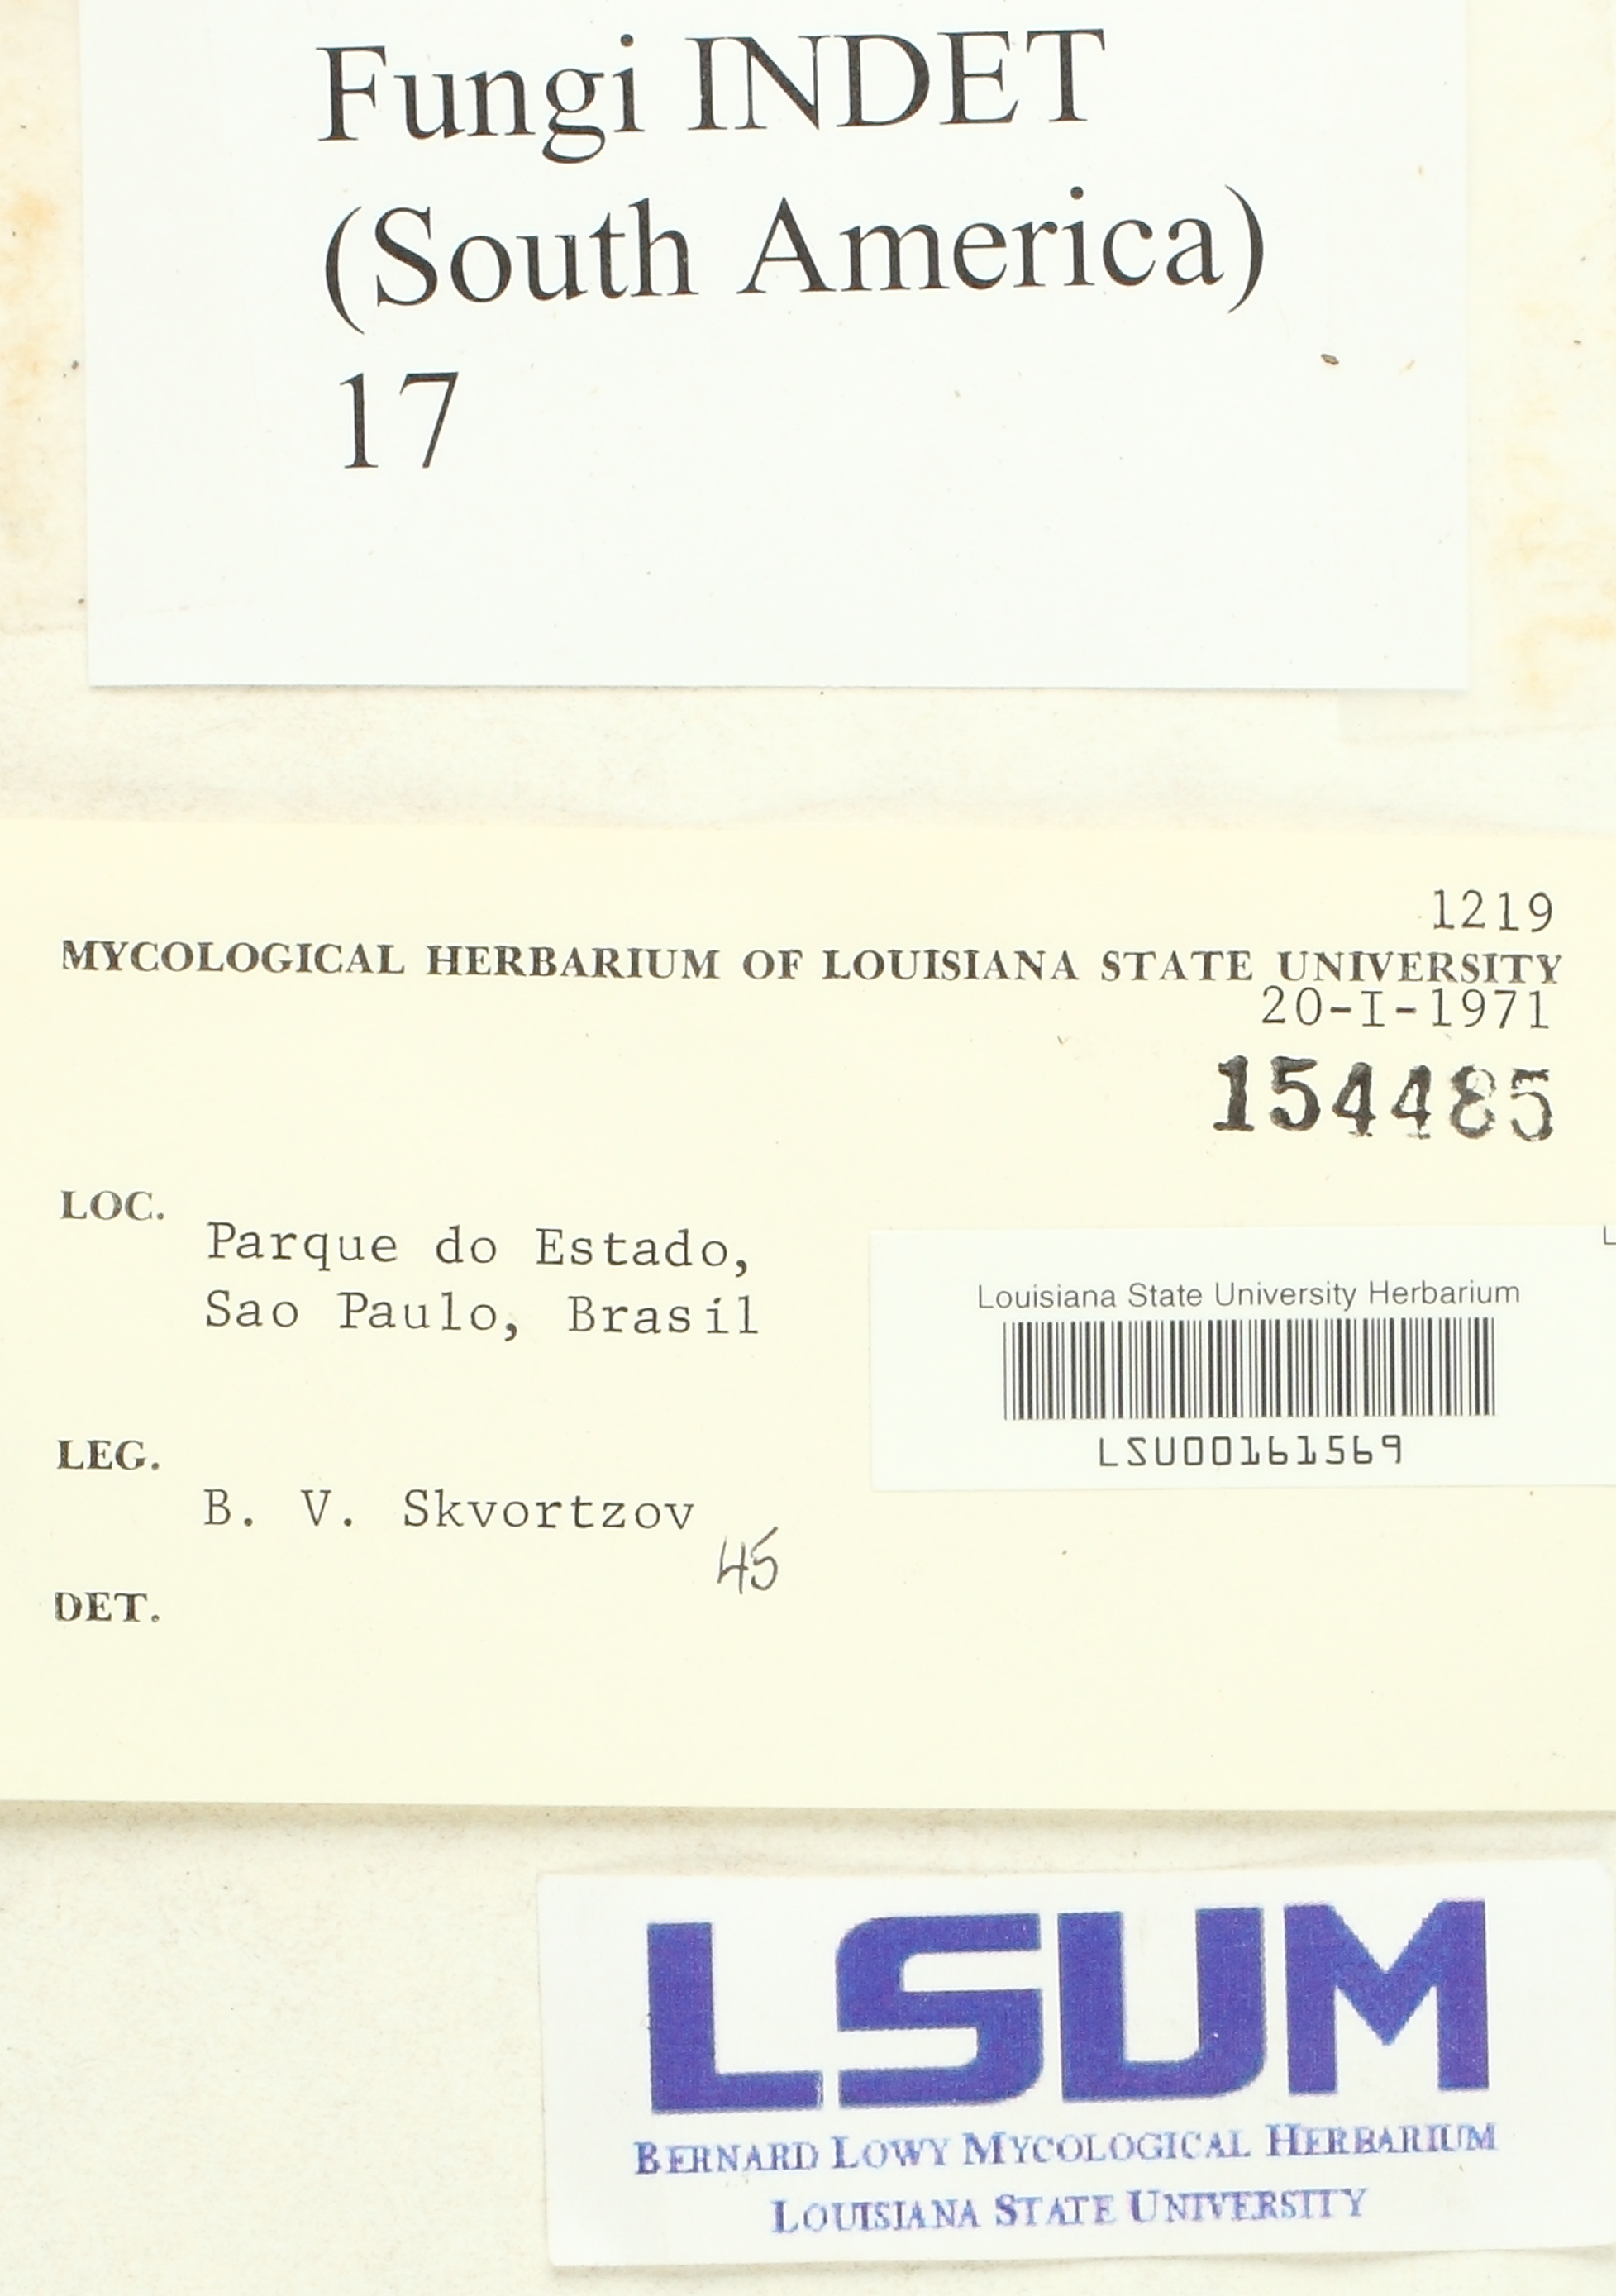 Fungi INDET
(South America)
17
1219
MYCOLOGICAL HERBARIUM OF LOUISIANA STATE UNIVERSITY
20-I-1971
154485
LOC.
Parque do Estado,
Sao Paulo, Brasil
L
Louisiana State University Herbarium
LSU00161569
LEG.
B. V. Skvortzov
45
DET.
LSUM
BERNARD LOWY MYCOLOGICAL HERBARIUM
LOUISIANA STATE UNIVERSITY